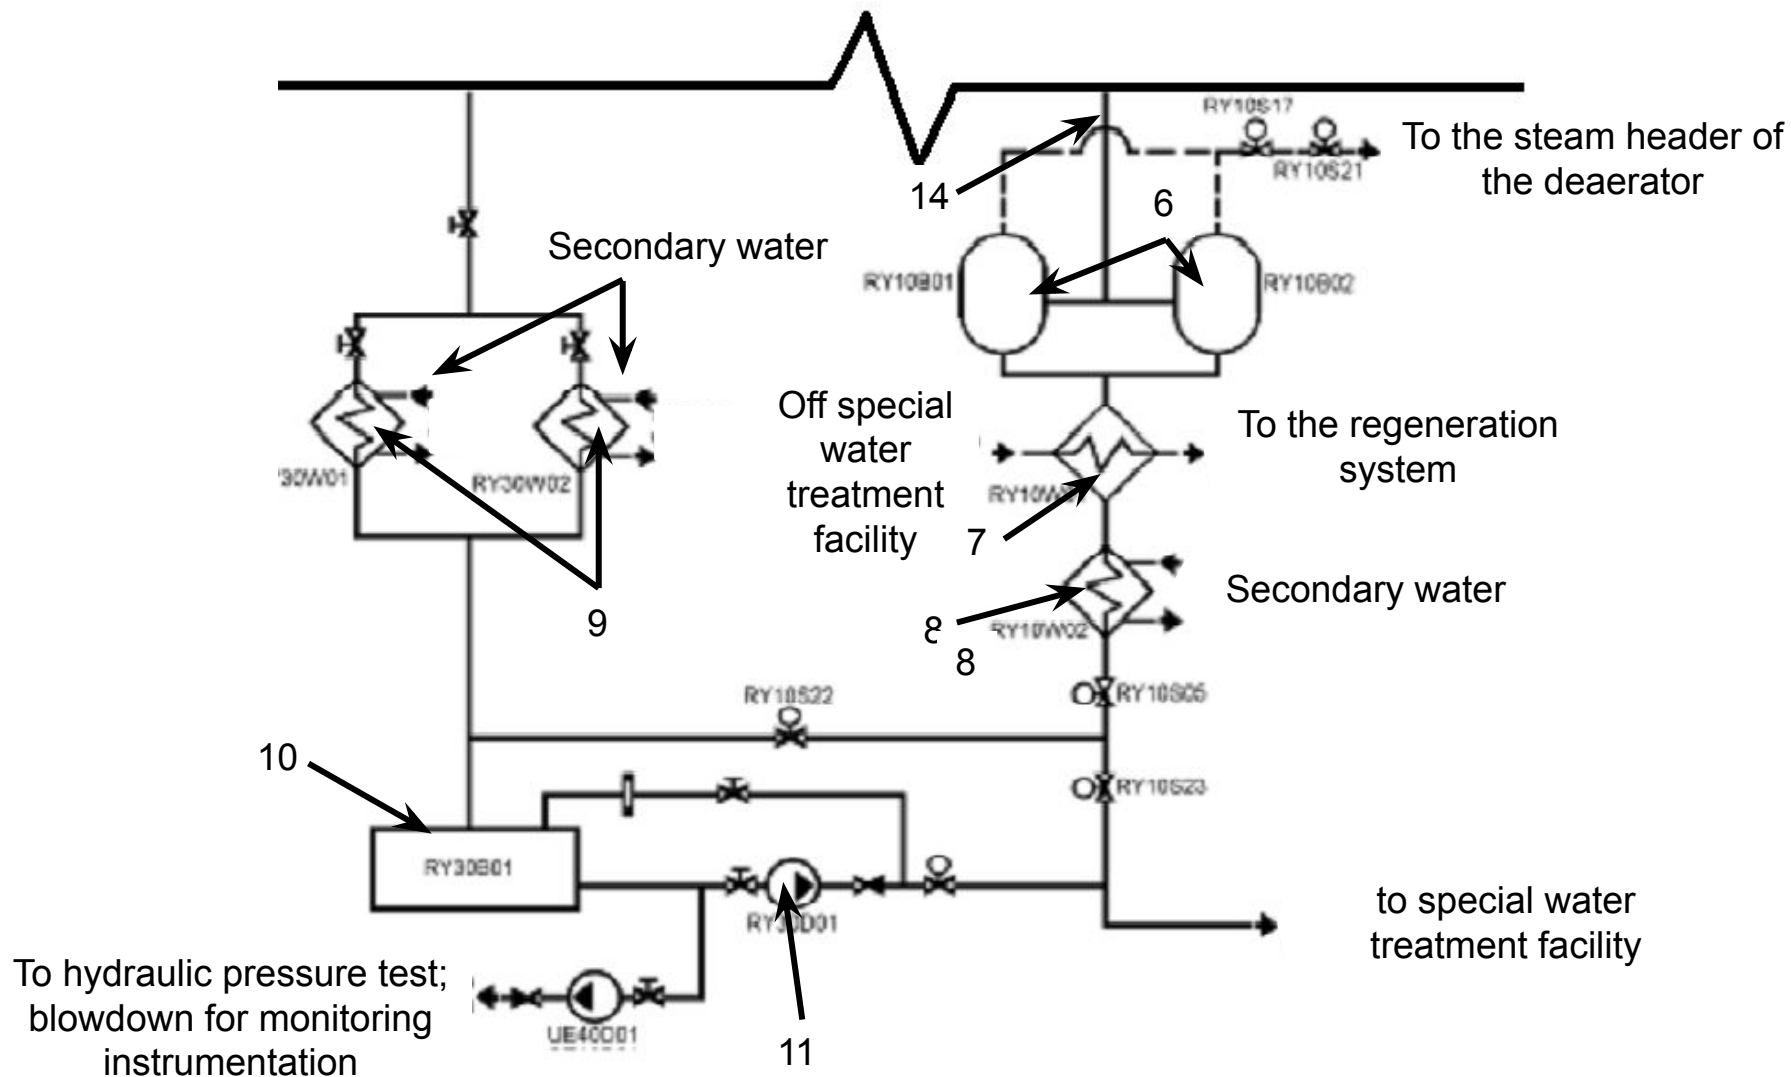 RY10S17
To the steam header of
the deaerator
RY10S21
14
6
Secondary water
RY10B01
RY10B02
Off special
water
treatment
facility
To the regeneration
system
30W01
RY30W02
RY10W
7
Secondary water
9
8
RY10W02
8
RY10S22
RY10S05
10
RY10S23
RY30B01
RY30D01
to special water
treatment facility
To hydraulic pressure test;
blowdown for monitoring
instrumentation
UE40D01
11